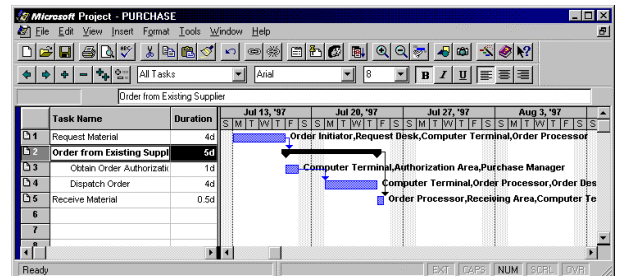 Microsoft Project - PURCHASE
File Edit View Insert Format Tools Window Help
All Tasks Arial 8 B I U
Order from Existing Supplier
Task Name Duration Jul 13, '97 Jul 20, '97 Jul 27, '97 Aug 3, '97
S M T W T F S S M T W T F S S M T W T F S S M T W T F S S
1 Request Material 4d Order Initiator,Request Desk,Computer Terminal,Order Processor
2 Order from Existing Suppl 5d
3 Obtain Order Authorizatic 1d Computer Terminal,Authorization Area,Purchase Manager
4 Dispatch Order 4d Computer Terminal,Order Processor,Order Des
5 Receive Material 0.5d Order Processor,Receiving Area,Computer Te
6
7
8
Ready EXT CAPS NUM SCRL OVR